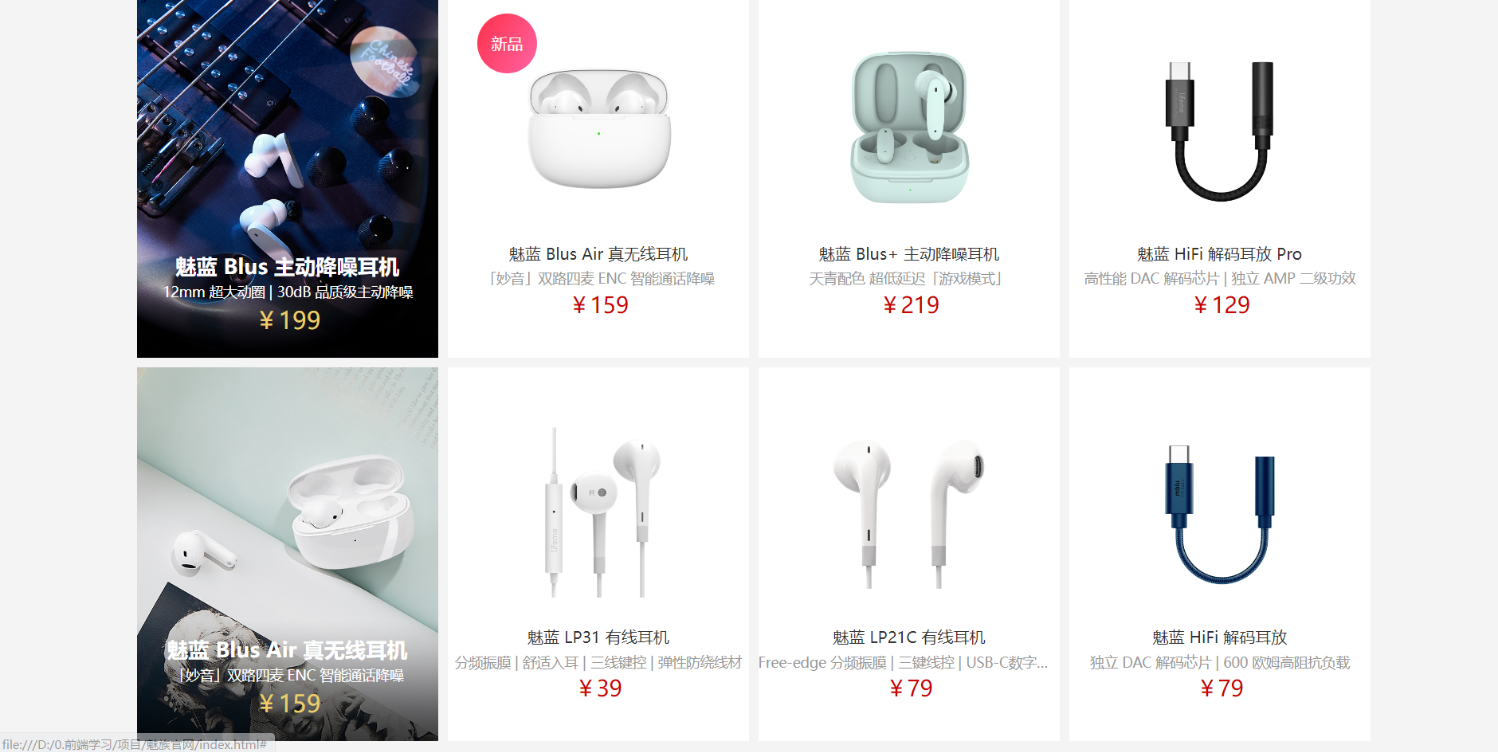 Chinese
Football
魅蓝 Blus 主动降噪耳机
12mm 超大动圈 | 30dB 品质级主动降噪
￥199
新品
魅蓝 Blus Air 真无线耳机
「妙音」双路四麦 ENC 智能通话降噪
￥159
魅蓝 Blus+ 主动降噪耳机
天青配色 超低延迟「游戏模式」
￥219
魅蓝 HiFi 解码耳放 Pro
高性能 DAC 解码芯片 | 独立 AMP 二级功效
￥129
魅蓝 Blus Air 真无线耳机
「妙音」双路四麦 ENC 智能通话降噪
￥159
魅蓝 LP31 有线耳机
分频振膜 | 舒适入耳 | 三线键控 | 弹性防绕线材
￥39
魅蓝 LP21C 有线耳机
Free-edge 分频振膜 | 三键线控 | USB-C数字...
￥79
魅蓝 HiFi 解码耳放
独立 DAC 解码芯片 | 600 欧姆高阻抗负载
￥79
file:///D:/0.前端学习/项目/魅族官网/index.html#